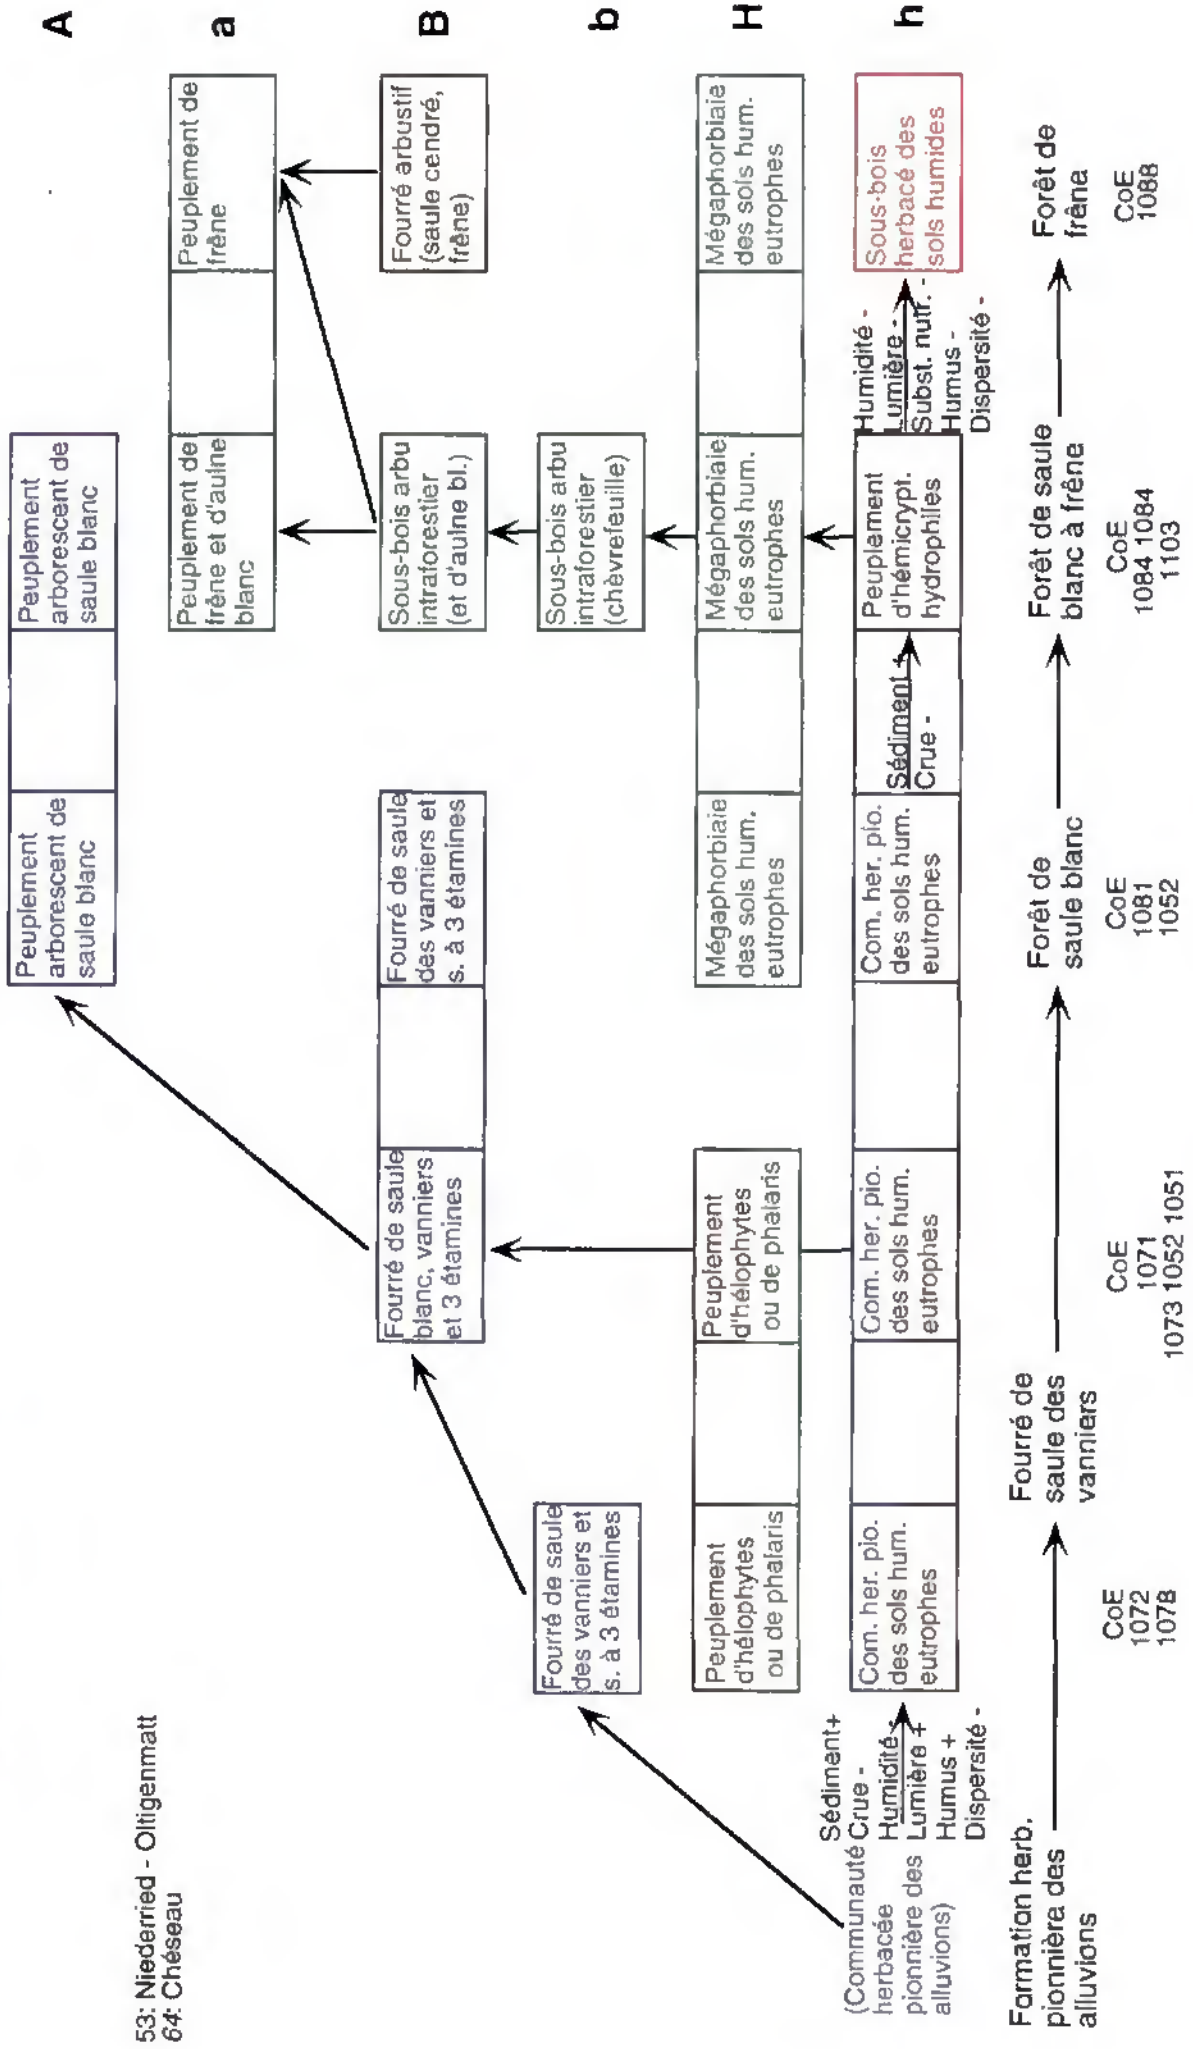 53: Niederried - Oltigenmatt
64: Chéseau
A
Peuplement
arborescent de
saule blanc
Peuplement
arborescent de
saule blanc
a
Peuplement de
frêne et d'aulne
blanc
Peuplement de
frêne
B
Fourré de saule
blanc, vanniers
et 3 étamines
Fourré de saule
des vanniers et
s. à 3 étamines
Sous-bois arbu
intraforestier
(et d'aulne bl.)
Fourré arbustif
(saule cendré,
frêne)
b
Fourré de saule
des vanniers et
s. à 3 étamines
Sous-bois arbu
intraforestier
(chèvrefeuille)
H
Peuplement
d'hélophytes
ou de phalaris
Peuplement
d'hélophytes
ou de phalaris
Mégaphorbiaie
des sols hum.
eutrophes
Mégaphorbiaie
des sols hum.
eutrophes
Mégaphorbiaie
des sols hum.
eutrophes
h
(Communauté
herbacée
pionnière des
alluvions)
Sédiment+
Crue -
Humidité -
Lumière +
Humus +
Dispersité -
Com. her. pio.
des sols hum.
eutrophes
Com. her. pio.
des sols hum.
eutrophes
Com. her. pio.
des sols hum.
eutrophes
Sédiment +
Crue -
Peuplement
d'hémicrypt.
hydrophiles
Humidité -
Lumière -
Subst. nutr. -
Humus -
Dispersité -
Sous-bois
herbacé des
sols humides
Formation herb.
pionnière des
alluvions
Fourré de
saule des
vanniers
Forêt de
saule blanc
Forêt de saule
blanc à frêne
Forêt de
frêne
CoE
1072
1078
CoE
1071
1073 1052 1051
CoE
1081
1052
CoE
1084 1084
1103
CoE
1088